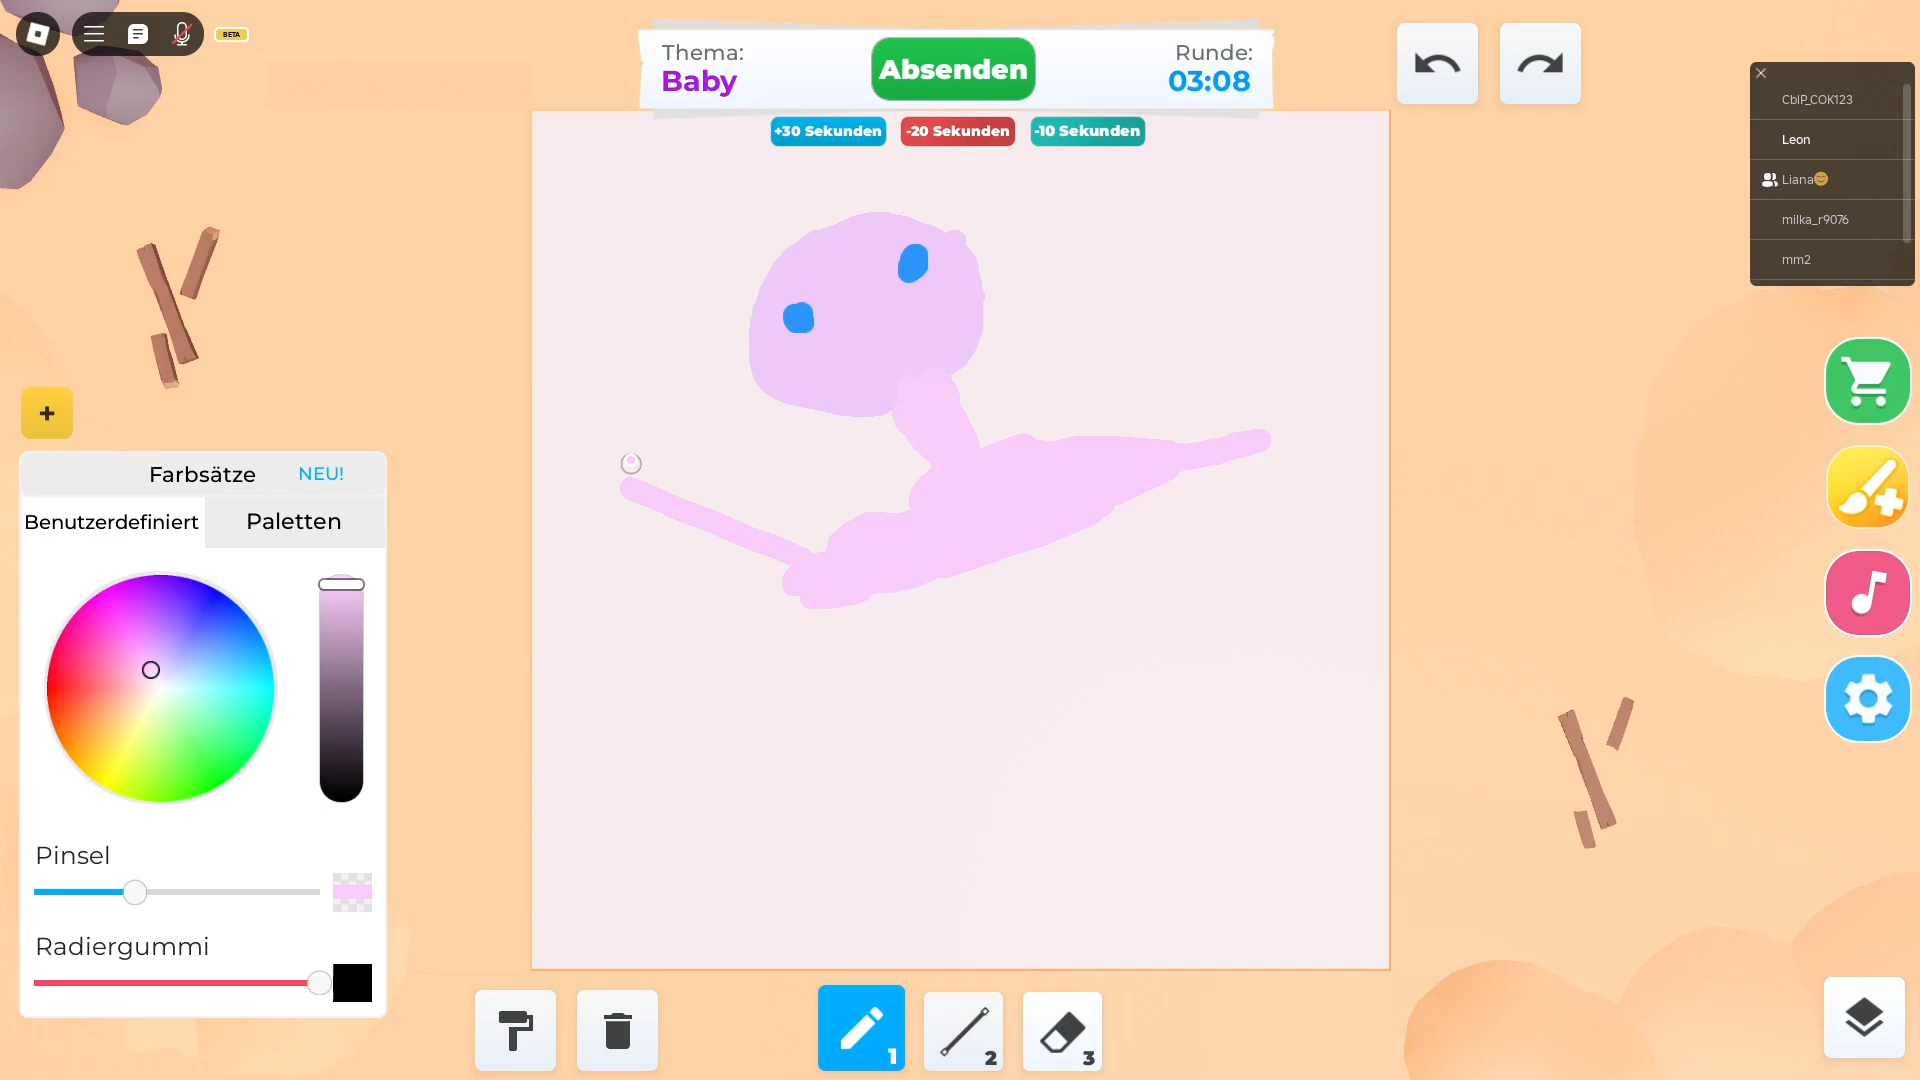 BETA
Thema:
Baby
Absenden
Runde:
03:08
+30 Sekunden
-20 Sekunden
-10 Sekunden
CbIP_COK123
Leon
Liana😊
milka_r9076
mm2
+
Farbsätze NEU!
Benutzerdefiniert Paletten
Pinsel
Radiergummi
1
2
3